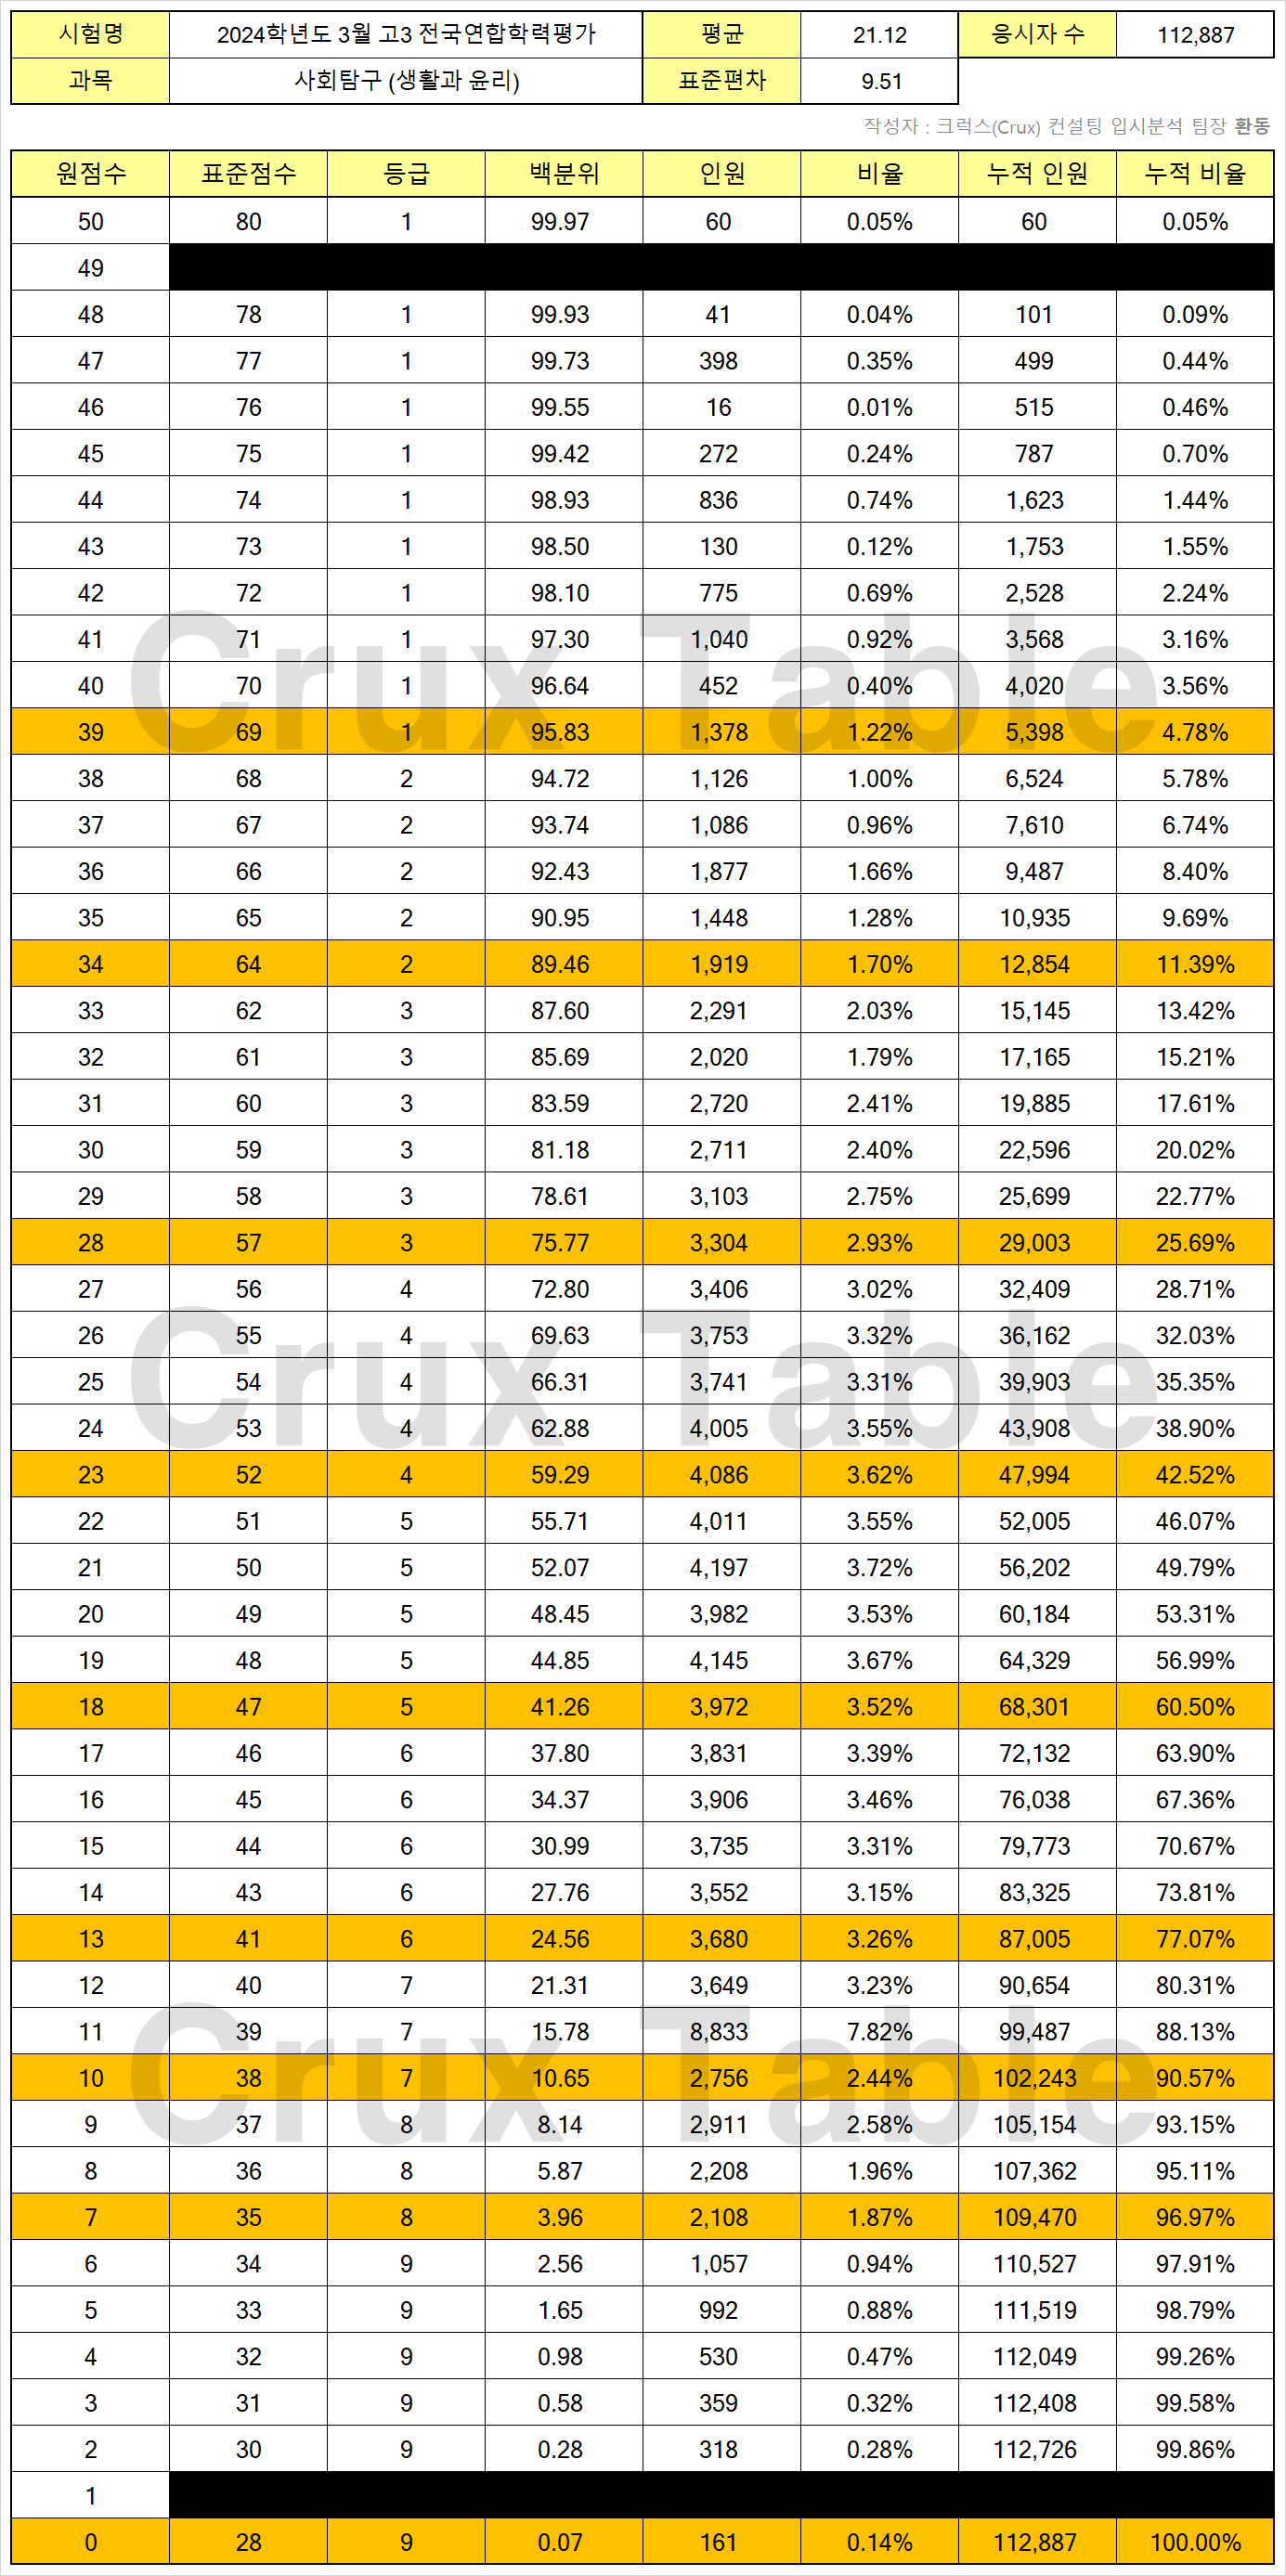 시험명 2024학년도 3월 고3 전국연합학력평가 평균 21.12 응시자 수 112,887
과목 사회탐구 (생활과 윤리) 표준편차 9.51
작성자 : 크럭스(Crux) 컨설팅 입시분석 팀장 환동
원점수 표준점수 등급 백분위 인원 비율 누적 인원 누적 비율
50 80 1 99.97 60 0.05% 60 0.05%
49
48 78 1 99.93 41 0.04% 101 0.09%
47 77 1 99.73 398 0.35% 499 0.44%
46 76 1 99.55 16 0.01% 515 0.46%
45 75 1 99.42 272 0.24% 787 0.70%
44 74 1 98.93 836 0.74% 1,623 1.44%
43 73 1 98.50 130 0.12% 1,753 1.55%
42 72 1 98.10 775 0.69% 2,528 2.24%
41 71 1 97.30 1,040 0.92% 3,568 3.16%
Crux Table
40 70 1 96.64 452 0.40% 4,020 3.56%
39 69 1 95.83 1,378 1.22% 5,398 4.78%
38 68 2 94.72 1,126 1.00% 6,524 5.78%
37 67 2 93.74 1,086 0.96% 7,610 6.74%
36 66 2 92.43 1,877 1.66% 9,487 8.40%
35 65 2 90.95 1,448 1.28% 10,935 9.69%
34 64 2 89.46 1,919 1.70% 12,854 11.39%
33 62 3 87.60 2,291 2.03% 15,145 13.42%
32 61 3 85.69 2,020 1.79% 17,165 15.21%
31 60 3 83.59 2,720 2.41% 19,885 17.61%
30 59 3 81.18 2,711 2.40% 22,596 20.02%
29 58 3 78.61 3,103 2.75% 25,699 22.77%
28 57 3 75.77 3,304 2.93% 29,003 25.69%
27 56 4 72.80 3,406 3.02% 32,409 28.71%
26 55 4 69.63 3,753 3.32% 36,162 32.03%
Crux Table
25 54 4 66.31 3,741 3.31% 39,903 35.35%
24 53 4 62.88 4,005 3.55% 43,908 38.90%
23 52 4 59.29 4,086 3.62% 47,994 42.52%
22 51 5 55.71 4,011 3.55% 52,005 46.07%
21 50 5 52.07 4,197 3.72% 56,202 49.79%
20 49 5 48.45 3,982 3.53% 60,184 53.31%
19 48 5 44.85 4,145 3.67% 64,329 56.99%
18 47 5 41.26 3,972 3.52% 68,301 60.50%
17 46 6 37.80 3,831 3.39% 72,132 63.90%
16 45 6 34.37 3,906 3.46% 76,038 67.36%
15 44 6 30.99 3,735 3.31% 79,773 70.67%
14 43 6 27.76 3,552 3.15% 83,325 73.81%
13 41 6 24.56 3,680 3.26% 87,005 77.07%
12 40 7 21.31 3,649 3.23% 90,654 80.31%
11 39 7 15.78 8,833 7.82% 99,487 88.13%
Crux Table
10 38 7 10.65 2,756 2.44% 102,243 90.57%
9 37 8 8.14 2,911 2.58% 105,154 93.15%
8 36 8 5.87 2,208 1.96% 107,362 95.11%
7 35 8 3.96 2,108 1.87% 109,470 96.97%
6 34 9 2.56 1,057 0.94% 110,527 97.91%
5 33 9 1.65 992 0.88% 111,519 98.79%
4 32 9 0.98 530 0.47% 112,049 99.26%
3 31 9 0.58 359 0.32% 112,408 99.58%
2 30 9 0.28 318 0.28% 112,726 99.86%
1
0 28 9 0.07 161 0.14% 112,887 100.00%